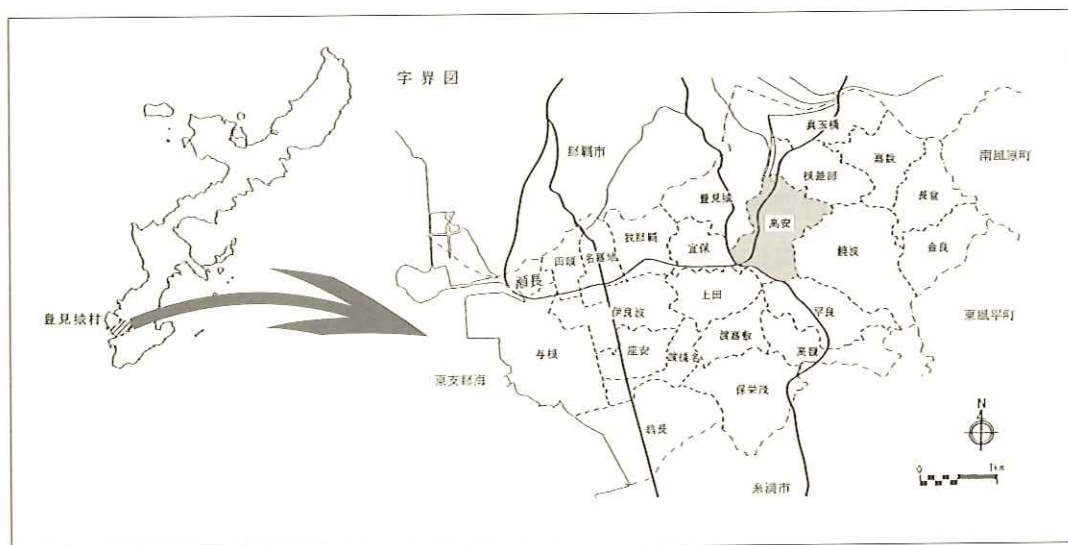 字界図
豊見城村
那覇市
真玉橋
嘉数
南風原町
根差部
豊見城
長堂
高安
我那覇
宜保
饒波
金良
田頭
名嘉地
瀬長
上田
伊良波
平良
東風平町
与根
座安
渡橋名
渡嘉敷
高嶺
東支那海
保栄茂
翁長
N
0
1km
糸満市